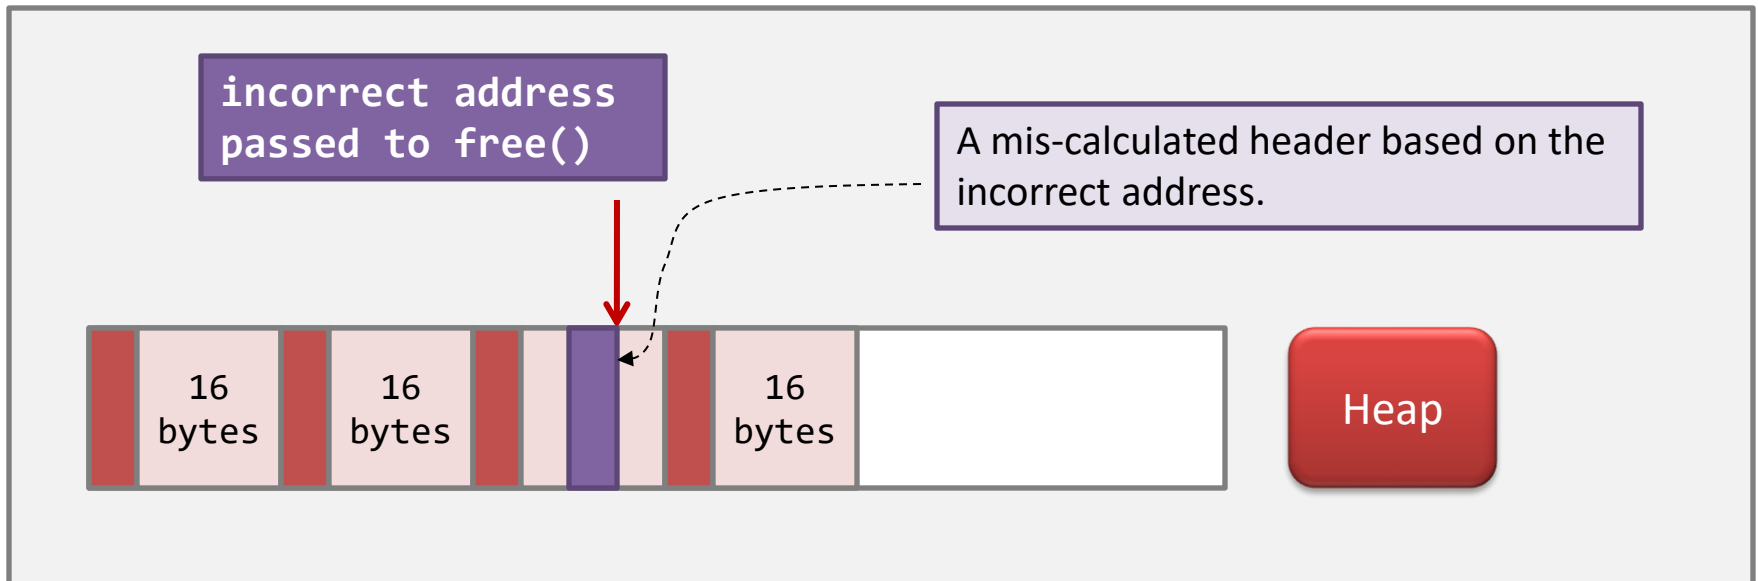 incorrect address
passed to free()
A mis-calculated header based on the
incorrect address.
16
bytes
16
bytes
16
bytes
Heap